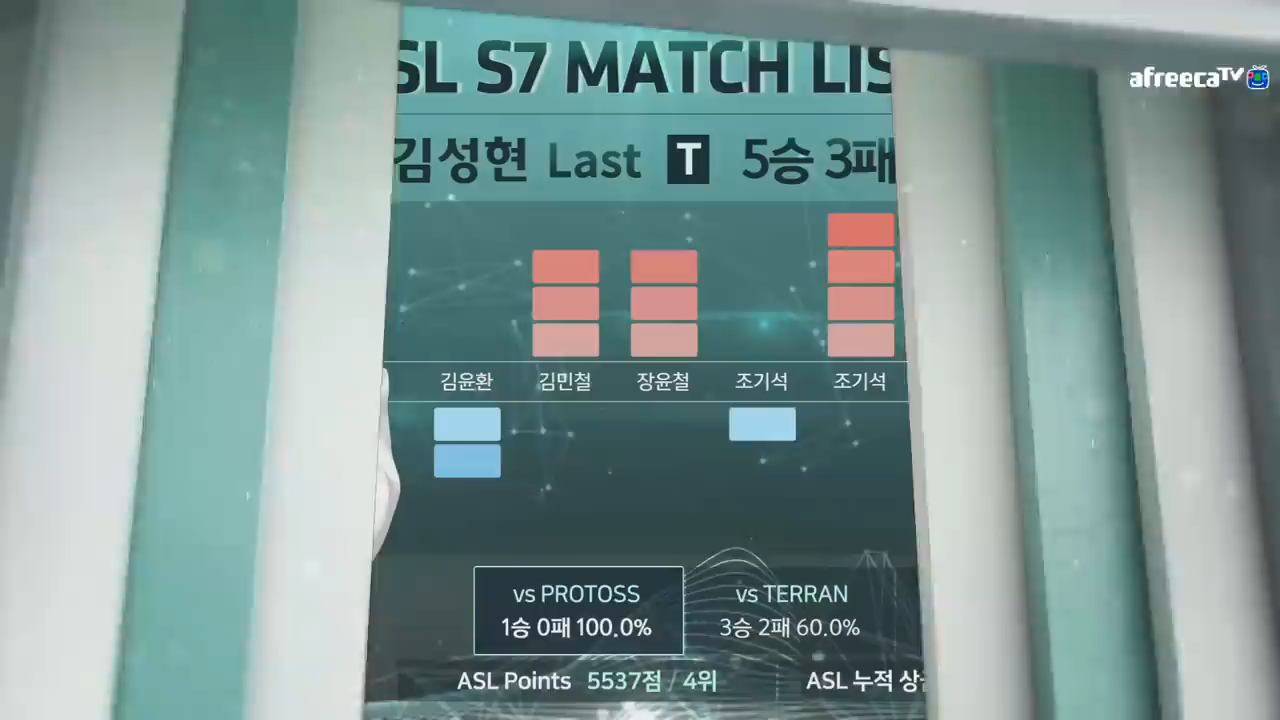 SL S7 MATCH LIS
afreecaTV
김성현 Last T 5승 3패
김윤환 김민철 장윤철 조기석 조기석
vs PROTOSS vs TERRAN
1승 0패 100.0% 3승 2패 60.0%
ASL Points 5537점 / 4위 ASL 누적 상